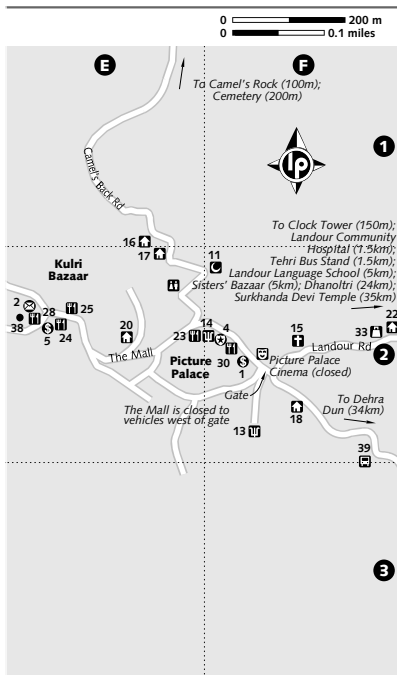 0 200 m
0 0.1 miles
E
F
To Camel's Rock (100m);
Cemetery (200m)
lp
1
Camel's Back Rd
To Clock Tower (150m);
Landour Community
Hospital (1.5km);
Tehri Bus Stand (1.5km);
Landour Language School (5km);
Sisters' Bazaar (5km); Dhanoltri (24km);
Surkhanda Devi Temple (35km)
16
17
11
Kulri
Bazaar
2
28
25
38
5
24
20
The Mall
23
14
4
30
1
15
33
22
Landour Rd
2
Picture
Palace
Picture Palace
Cinema (closed)
Gate
The Mall is closed to
vehicles west of gate
To Dehra
Dun (34km)
18
13
39
3